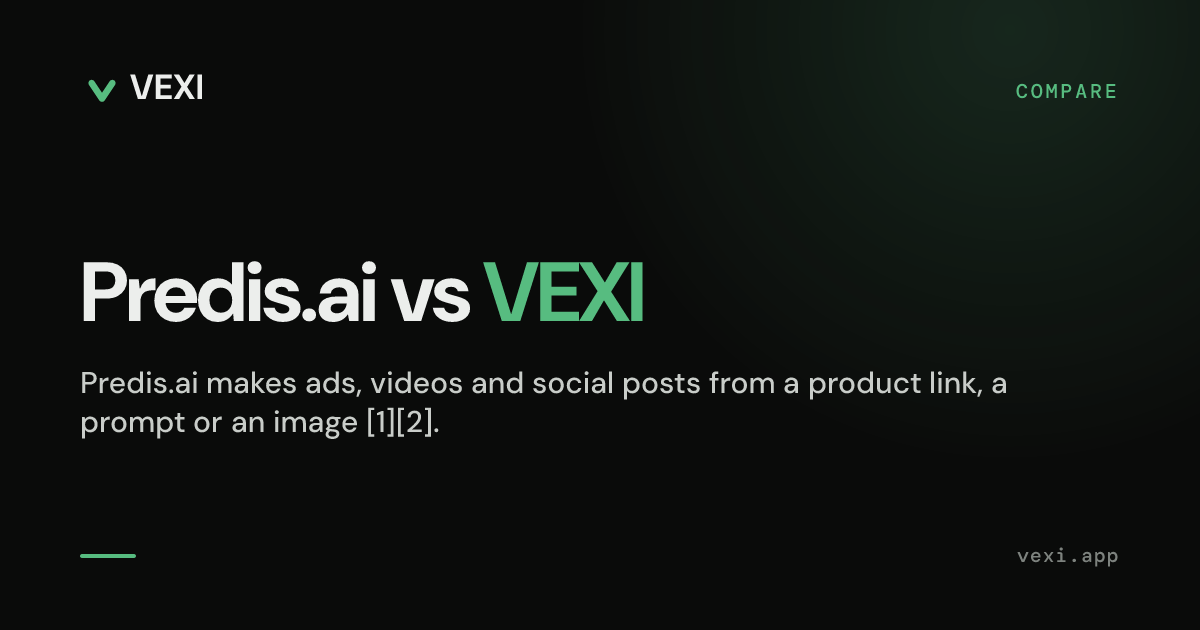 VEXI
COMPARE
Predis.ai vs VEXI
Predis.ai makes ads, videos and social posts from a product link, a
prompt or an image [1][2].
vexi.app